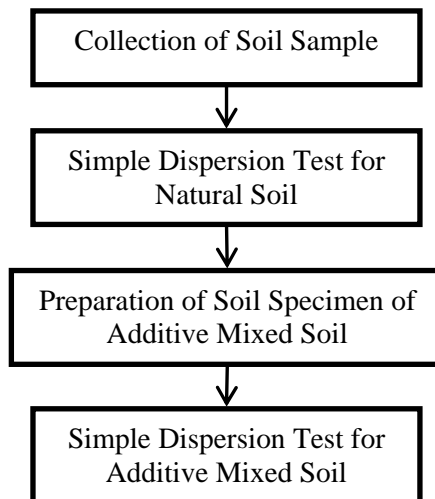 Collection of Soil Sample
Simple Dispersion Test for
Natural Soil
Preparation of Soil Specimen of
Additive Mixed Soil
Simple Dispersion Test for
Additive Mixed Soil